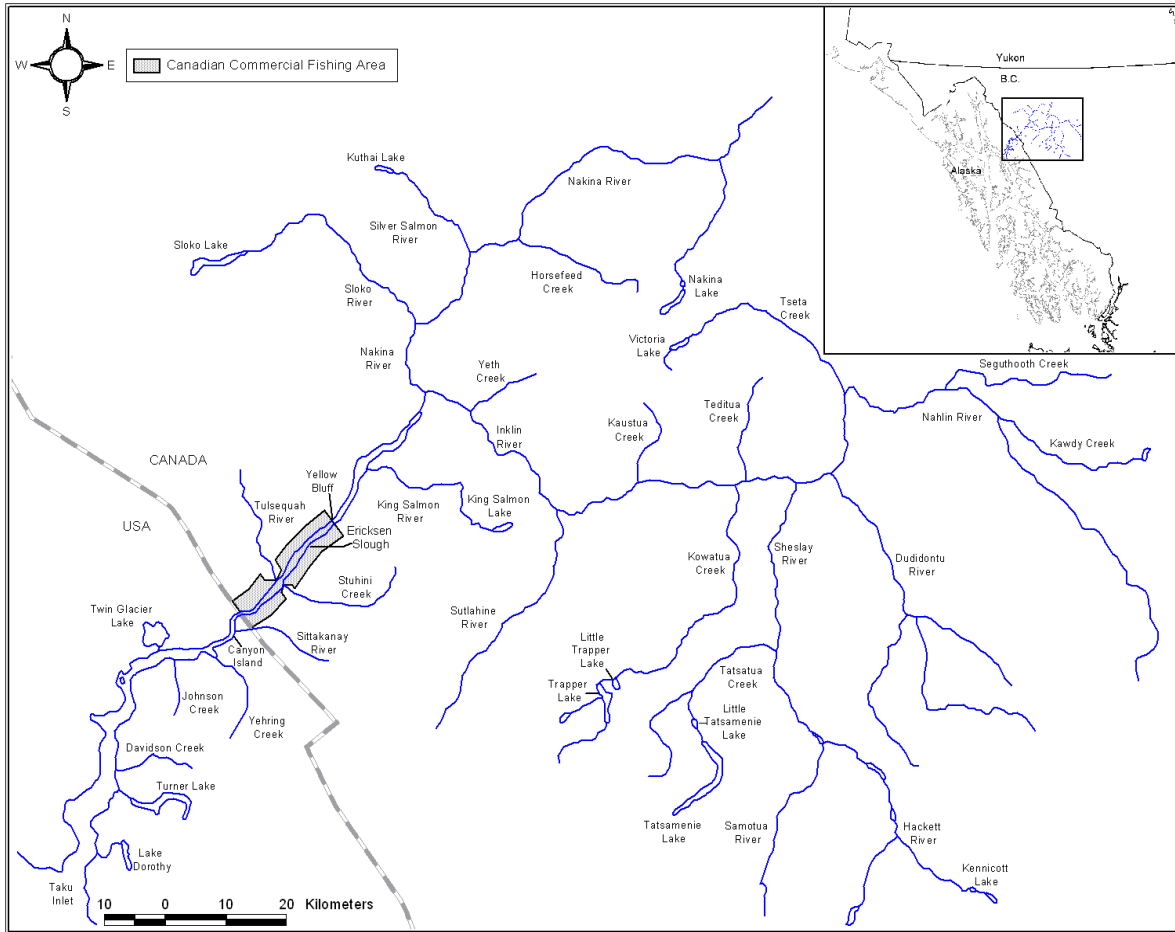 N
W
E
S
Canadian Commercial Fishing Area
Yukon
B.C.
Alaska
Kuthai Lake
Nakina River
Silver Salmon
River
Sloko Lake
Horsefeed
Creek
Sloko
River
Nakina
Lake
Tseta
Creek
Victoria
Lake
Nakina
River
Yeth
Creek
Seguthooth Creek
Teditua
Creek
Kaustua
Creek
Nahlin River
Inklin
River
Kawdy Creek
CANADA
Yellow
Bluff
Tulsequah
River
King Salmon
River
King Salmon
Lake
USA
Ericksen
Slough
Kowatua
Creek
Sheslay
River
Dudidontu
River
Stuhini
Creek
Twin Glacier
Lake
Sutlahine
River
Sittakanay
River
Canyon
Island
Little
Trapper
Lake
Trapper
Lake
Tatsatua
Creek
Johnson
Creek
Yehring
Creek
Little
Tatsamenie
Lake
Davidson Creek
Turner Lake
Tatsamenie
Lake
Samotua
River
Hackett
River
Lake
Dorothy
Kennicott
Lake
Taku
Inlet
10 0 10 20 Kilometers